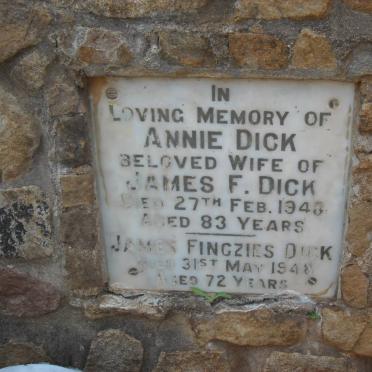 IN
LOVING MEMORY OF
ANNIE DICK
BELOVED WIFE OF
JAMES F. DICK
DIED 27TH FEB. 1948
AGED 83 YEARS
JAMES FINGZIES DICK
DIED 31ST MAY 1948
AGED 72 YEARS